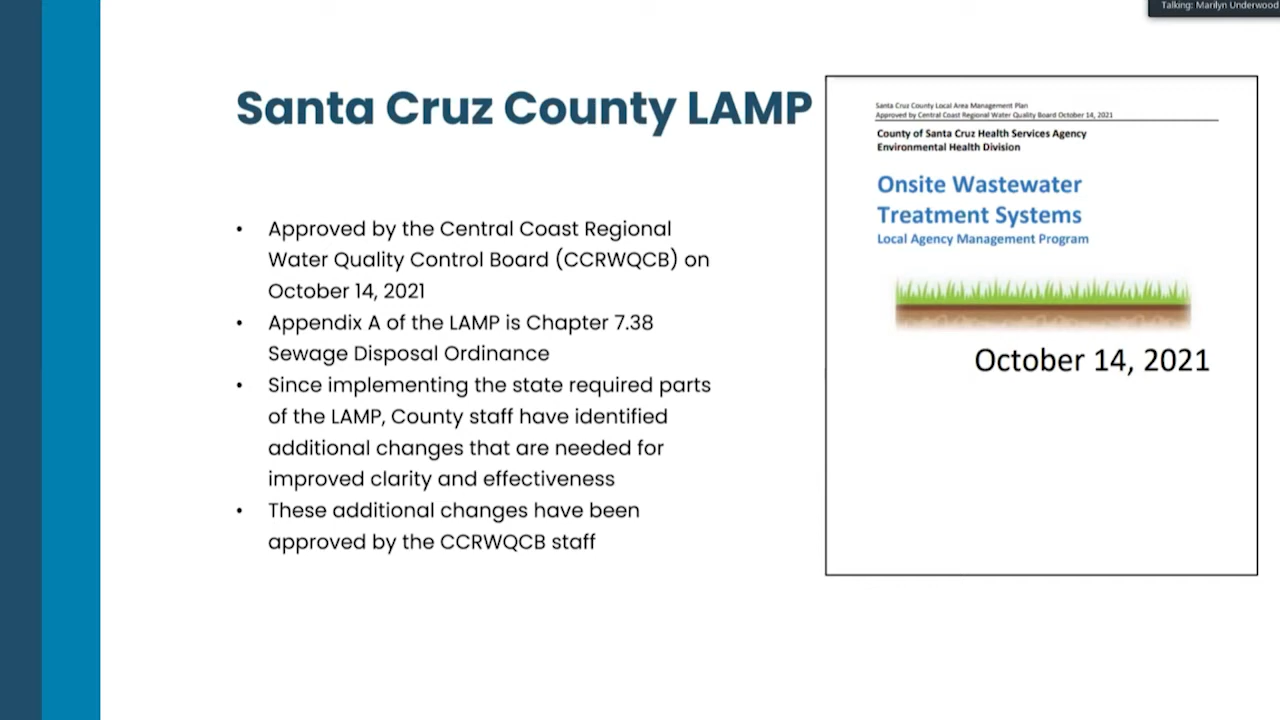 Talking: Marilyn Underwood
Santa Cruz County LAMP
• Approved by the Central Coast Regional
Water Quality Control Board (CCRWQCB) on
October 14, 2021
• Appendix A of the LAMP is Chapter 7.38
Sewage Disposal Ordinance
• Since implementing the state required parts
of the LAMP, County staff have identified
additional changes that are needed for
improved clarity and effectiveness
• These additional changes have been
approved by the CCRWQCB staff
Santa Cruz County Local Area Management Plan
Approved by Central Coast Regional Water Quality Board October 14, 2021
County of Santa Cruz Health Services Agency
Environmental Health Division
Onsite Wastewater
Treatment Systems
Local Agency Management Program
October 14, 2021